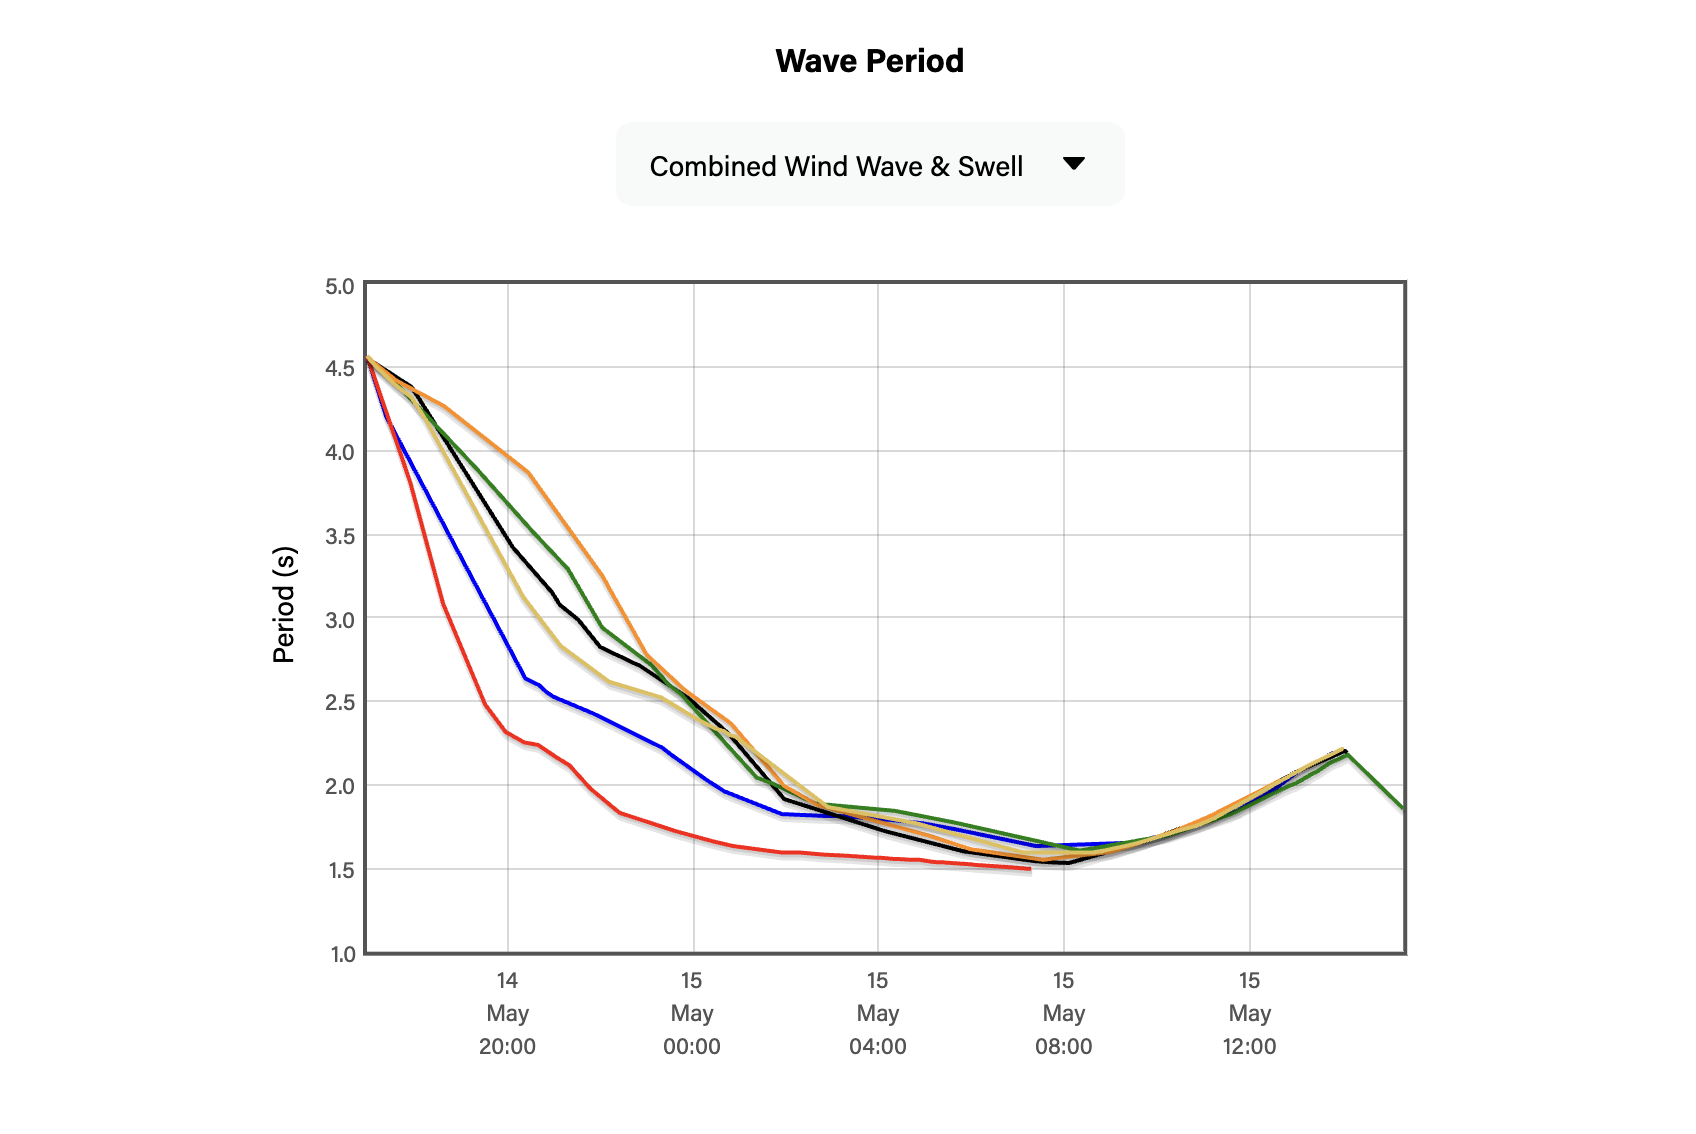 Wave Period
Combined Wind Wave & Swell
Period (s)
5.0
4.5
4.0
3.5
3.0
2.5
2.0
1.5
1.0
14 15 15 15 15
May May May May May
20:00 00:00 04:00 08:00 12:00